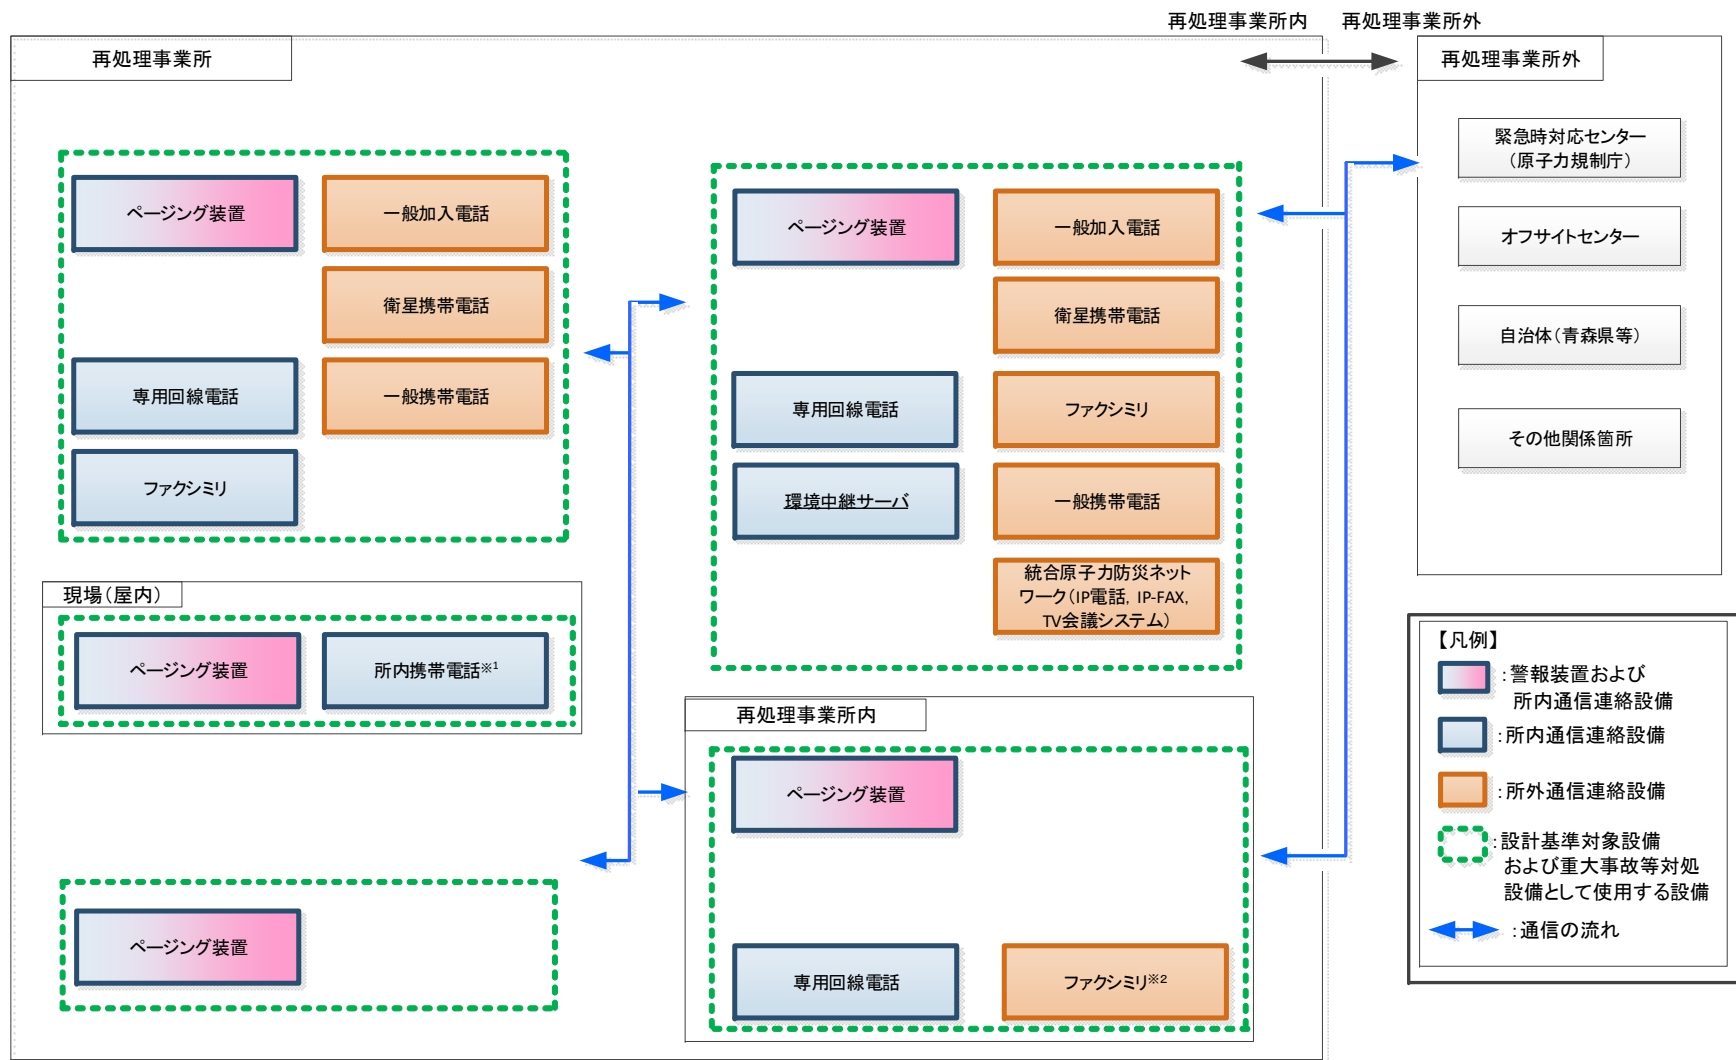 再処理事業所内
再処理事業所外
再処理事業所
ページング装置
一般加入電話
衛星携帯電話
専用回線電話
一般携帯電話
ファクシミリ
現場(屋内)
ページング装置
所内携帯電話※1
ページング装置
ページング装置
一般加入電話
衛星携帯電話
専用回線電話
ファクシミリ
環境中継サーバ
一般携帯電話
統合原子力防災ネット
ワーク(IP電話, IP-FAX,
TV会議システム)
再処理事業所内
ページング装置
専用回線電話
ファクシミリ※2
再処理事業所外
緊急時対応センター
(原子力規制庁)
オフサイトセンター
自治体(青森県等)
その他関係箇所
【凡例】
:警報装置および
所内通信連絡設備
:所内通信連絡設備
:所外通信連絡設備
:設計基準対象設備
および重大事故等対処
設備として使用する設備
:通信の流れ